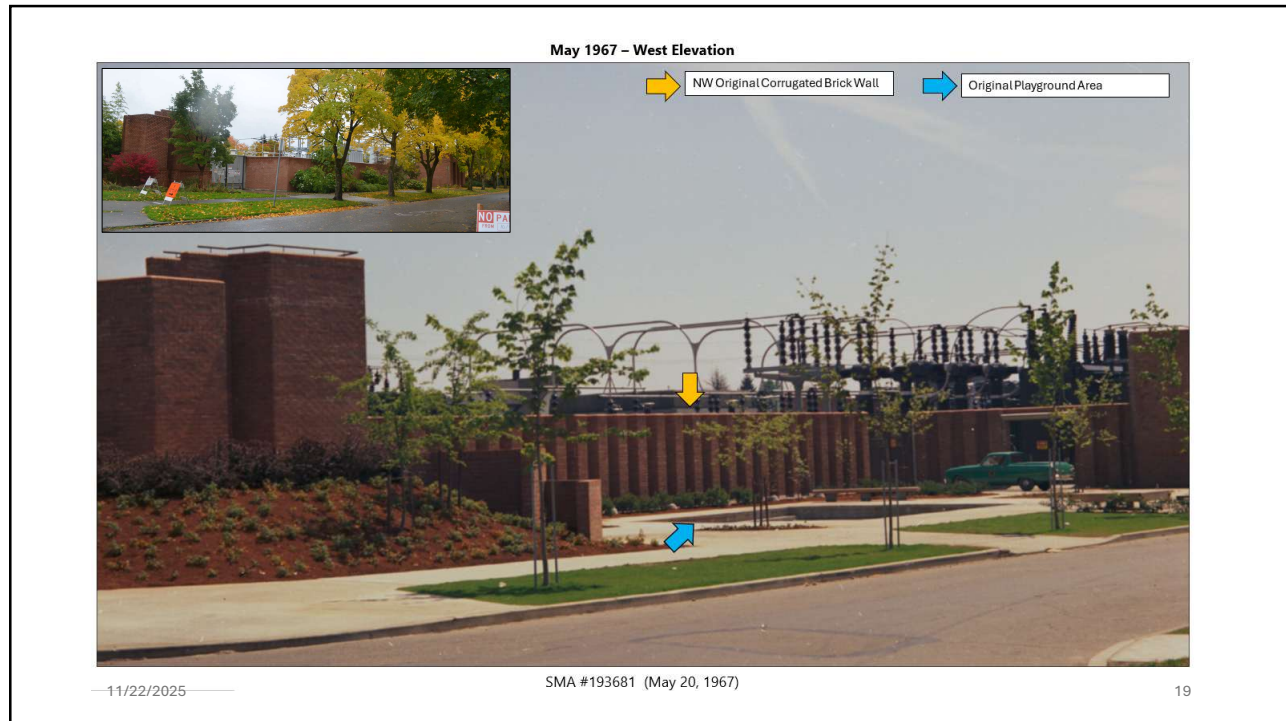 May 1967 – West Elevation
NW Original Corrugated Brick Wall
Original Playground Area
NO PA
FROM
SMA #193681 (May 20, 1967)
11/22/2025
19